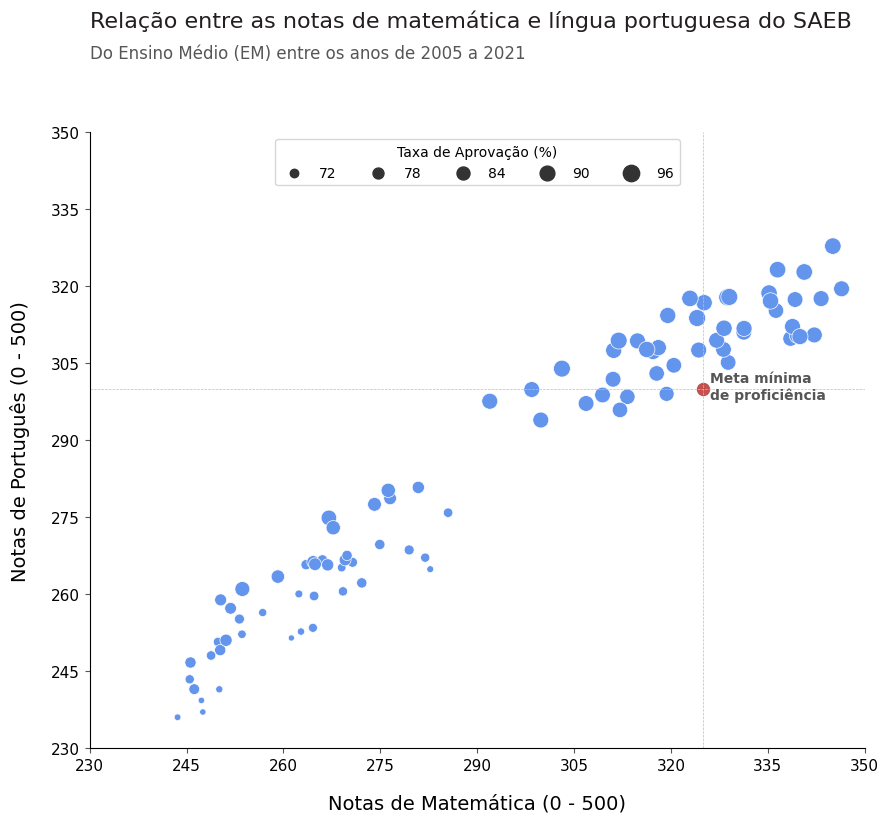 Relação entre as notas de matemática e língua portuguesa do SAEB
Do Ensino Médio (EM) entre os anos de 2005 a 2021
Taxa de Aprovação (%)
72 78 84 90 96
350
335
320
305
290
275
260
245
230
Notas de Português (0 - 500)
Meta mínima
de proficiência
230 245 260 275 290 305 320 335 350
Notas de Matemática (0 - 500)